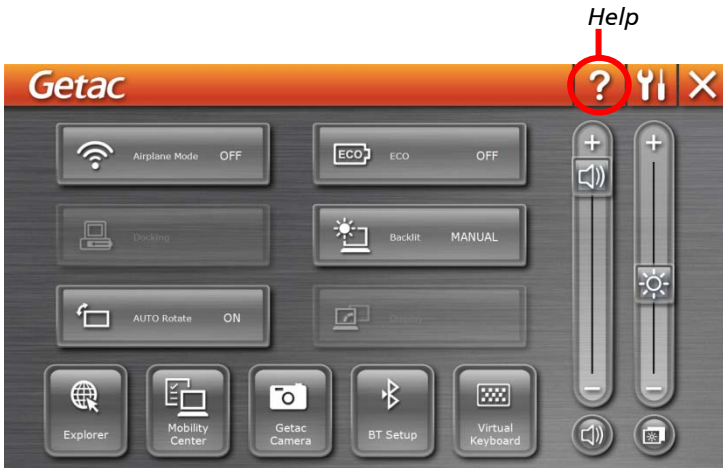 Help
Getac ?
Airplane Mode OFF
ECO ECO OFF
Docking
Backlit MANUAL
AUTO Rotate ON
Display
Explorer
Mobility
Center
Getac
Camera
BT Setup
Virtual
Keyboard